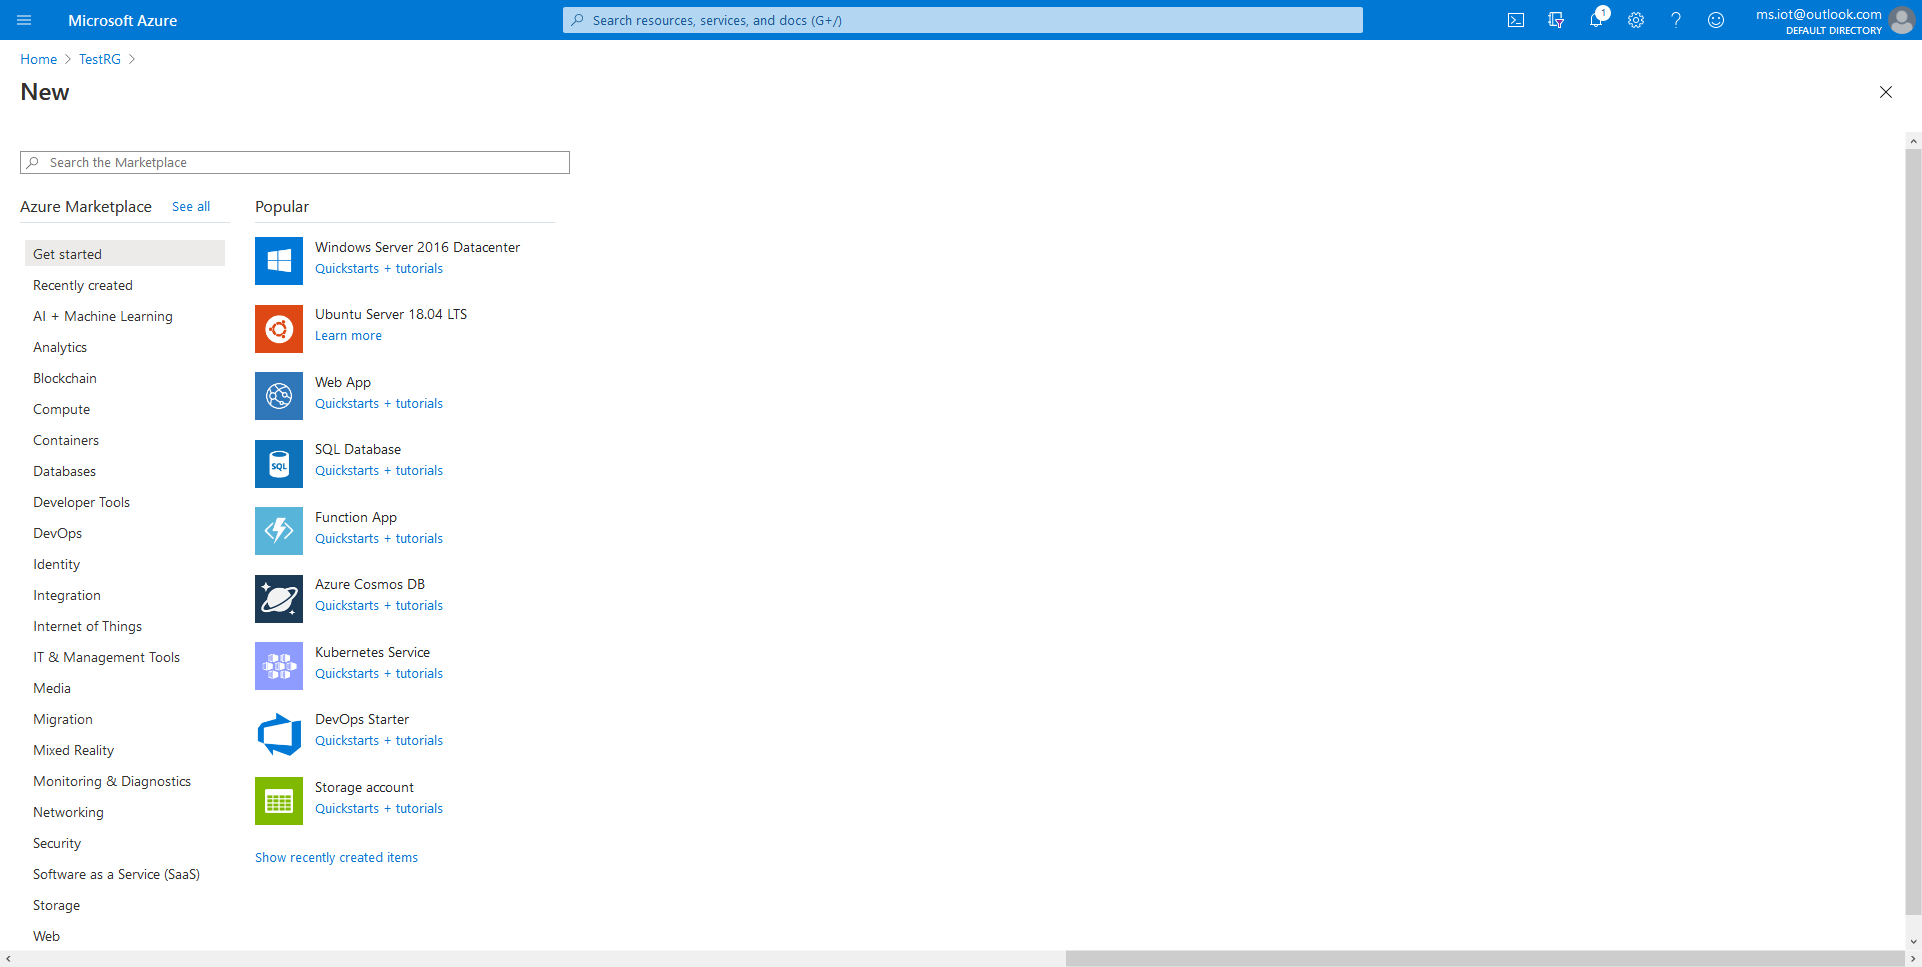 Microsoft Azure
Search resources, services, and docs (G+/)
1
ms.iot@outlook.com
DEFAULT DIRECTORY
Home
TestRG
New
Search the Marketplace
Azure Marketplace
See all
Get started
Recently created
AI + Machine Learning
Analytics
Blockchain
Compute
Containers
Databases
Developer Tools
DevOps
Identity
Integration
Internet of Things
IT & Management Tools
Media
Migration
Mixed Reality
Monitoring & Diagnostics
Networking
Security
Software as a Service (SaaS)
Storage
Web
Popular
Windows Server 2016 Datacenter
Quickstarts + tutorials
Ubuntu Server 18.04 LTS
Learn more
Web App
Quickstarts + tutorials
SQL
SQL Database
Quickstarts + tutorials
Function App
Quickstarts + tutorials
Azure Cosmos DB
Quickstarts + tutorials
Kubernetes Service
Quickstarts + tutorials
DevOps Starter
Quickstarts + tutorials
Storage account
Quickstarts + tutorials
Show recently created items